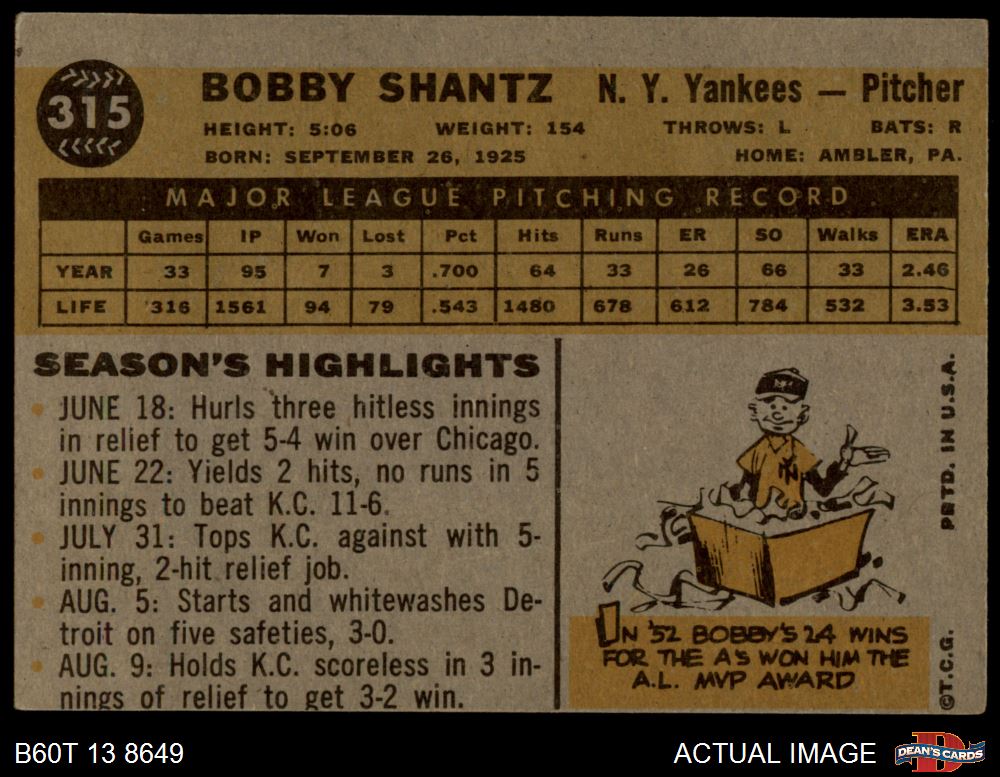 315
BOBBY SHANTZ N. Y. Yankees — Pitcher
HEIGHT: 5:06 WEIGHT: 154 THROWS: L BATS: R
BORN: SEPTEMBER 26, 1925 HOME: AMBLER, PA.
MAJOR LEAGUE PITCHING RECORD
Games IP Won Lost Pct Hits Runs ER SO Walks ERA
YEAR 33 95 7 3 .700 64 33 26 66 33 2.46
LIFE 316 1561 94 79 .543 1480 678 612 784 532 3.53
SEASON'S HIGHLIGHTS
• JUNE 18: Hurls three hitless innings
in relief to get 5-4 win over Chicago.
• JUNE 22: Yields 2 hits, no runs in 5
innings to beat K.C. 11-6.
• JULY 31: Tops K.C. against with 5-
inning, 2-hit relief job.
• AUG. 5: Starts and whitewashes De-
troit on five safeties, 3-0.
• AUG. 9: Holds K.C. scoreless in 3 in-
nings of relief to get 3-2 win.
NY
IN '52 BOBBY'S 24 WINS
FOR THE A'S WON HIM THE
A.L. MVP AWARD
©T.C.G. PRTD. IN U.S.A.
B60T 13 8649
ACTUAL IMAGE
D
DEAN'S CARDS